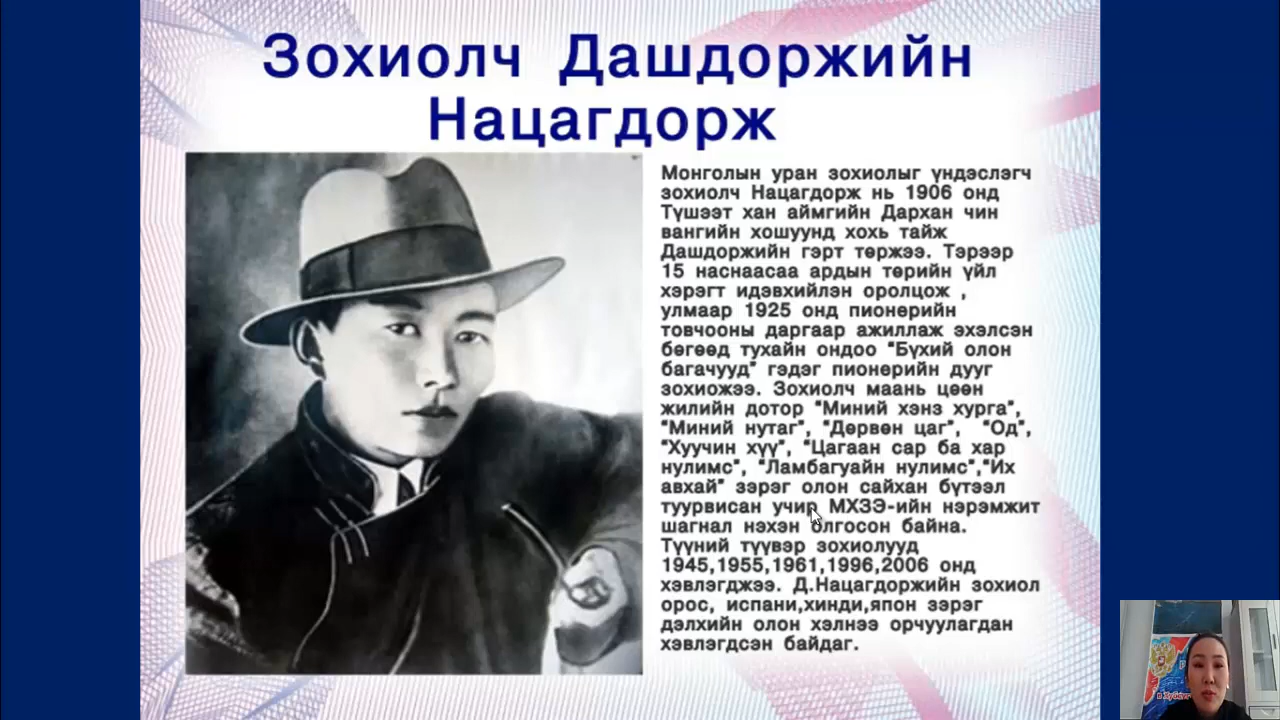 Зохиолч Дашдоржийн
Нацагдорж
Монголын уран зохиолыг үндэслэгч
зохиолч Нацагдорж нь 1906 онд
Түшээт хан аймгийн Дархан чин
вангийн хошуунд хохь тайж
Дашдоржийн гэрт төржээ. Тэрээр
15 наснаасаа ардын төрийн үйл
хэрэгт идэвхийлэн оролцож ,
улмаар 1925 онд пионөрийн
товчооны даргаар ажиллаж эхэлсэн
бөгөөд тухайн ондоо “Бүхий олон
багачууд” гэдэг пионөрийн дууг
зохиожээ. Зохиолч маань цөөн
жилийн дотор “Миний хэнз хурга”,
“Миний нутаг”, “Дөрвөн цаг”, “Од”,
“Хуучин хүү”, “Цагаан сар ба хар
нулимс”, “Ламбагуайн нулимс”,“Их
авхай” зэрэг олон сайхан бүтээл
туурвисан учир МХЗЭ-ийн нэрэмжит
шагнал нэхэн олгосон байна.
Түүний түүвэр зохиолууд
1945,1955,1961,1996,2006 онд
хэвлэгджээ. Д.Нацагдоржийн зохиол
орос, испани,хинди,япон зэрэг
дэлхийн олон хэлнээ орчуулагдан
хэвлэгдсэн байдаг.